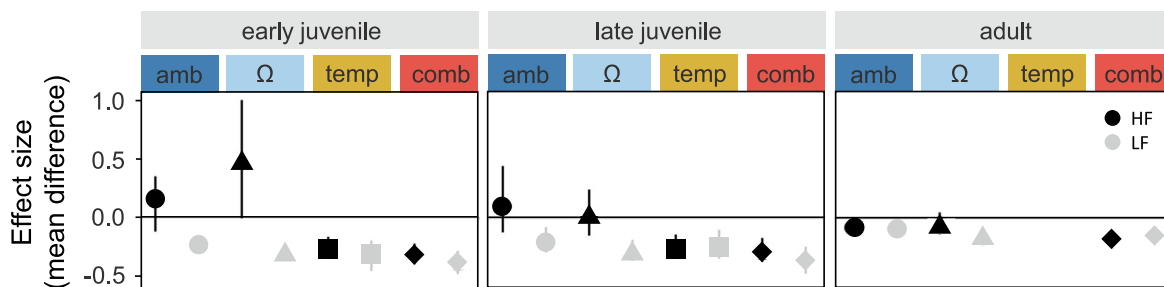 early juvenile late juvenile adult
amb Ω temp comb amb Ω temp comb amb Ω temp comb
Effect size
(mean difference)
1.0
0.5
0.0
-0.5
HF
LF